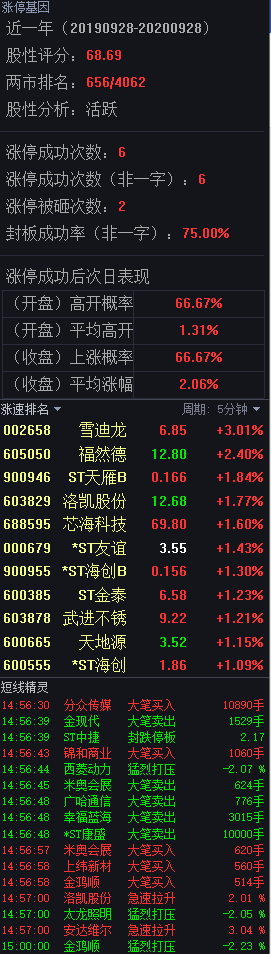 涨停基因
近一年（20190928-20200928）
股性评分：68.69
两市排名：656/4062
股性分析：活跃
涨停成功次数：6
涨停成功次数（非一字）：6
涨停被砸次数：2
封板成功率（非一字）：75.00%
涨停成功后次日表现
（开盘）高开概率 66.67%
（开盘）平均高开 1.31%
（收盘）上涨概率 66.67%
（收盘）平均涨幅 2.06%
涨速排名 周期：5分钟
002658 雪迪龙 6.85 +3.01%
605050 福然德 12.80 +2.40%
900946 ST天雁B 0.166 +1.84%
603829 洛凯股份 12.68 +1.77%
688595 芯海科技 69.80 +1.60%
000679 *ST友谊 3.55 +1.43%
900955 *ST海创B 0.156 +1.30%
600385 ST金泰 6.58 +1.23%
603878 武进不锈 9.22 +1.21%
600665 天地源 3.52 +1.15%
600555 *ST海创 1.86 +1.09%
短线精灵
14:56:30 分众传媒 大笔买入 10890手
14:56:39 金现代 大笔卖出 1529手
14:56:39 ST中捷 封跌停板 2.17
14:56:43 锦和商业 大笔买入 1060手
14:56:44 西菱动力 猛烈打压 -2.07 %
14:56:45 米奥会展 大笔卖出 624手
14:56:48 广哈通信 大笔卖出 776手
14:56:48 幸福蓝海 大笔卖出 3015手
14:56:48 *ST康盛 大笔卖出 10000手
14:56:57 米奥会展 大笔买入 620手
14:56:58 上纬新材 大笔买入 560手
14:56:58 金鸿顺 大笔买入 514手
14:57:00 洛凯股份 急速拉升 2.01 %
14:57:00 太龙照明 猛烈打压 -2.05 %
14:57:00 安达维尔 急速拉升 3.04 %
15:00:00 金鸿顺 猛烈打压 -2.23 %